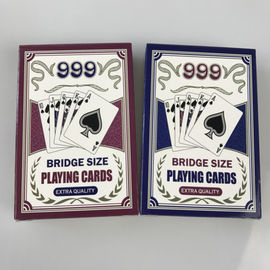 999
BRIDGE SIZE
PLAYING CARDS
EXTRA QUALITY
999
BRIDGE SIZE
PLAYING CARDS
EXTRA QUALITY